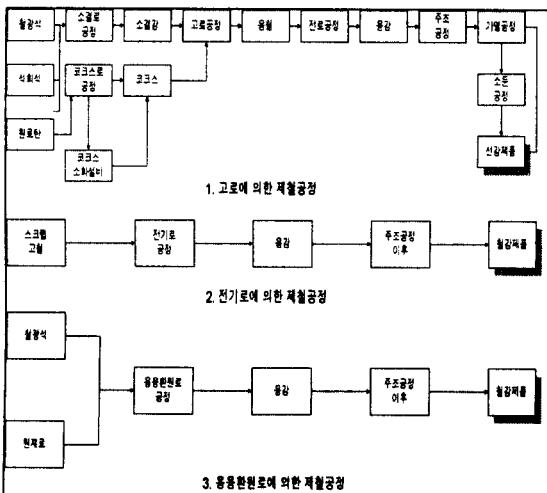 철광석
소결로
공정
소결강
고로공정
용철
전로공정
용강
주조
공정
가열공정
석회석
코크스로
공정
코크스
소둔
공정
원료탄
코크스
소화설비
선강제품
1. 고로에 의한 제철공정
스크랩
고철
전기로
공정
용강
주조공정
이후
철강제품
2. 전기로에 의한 제철공정
철광석
용융환원로
공정
용강
주조공정
이후
철강제품
원재료
3. 용융환원로에 의한 제철공정